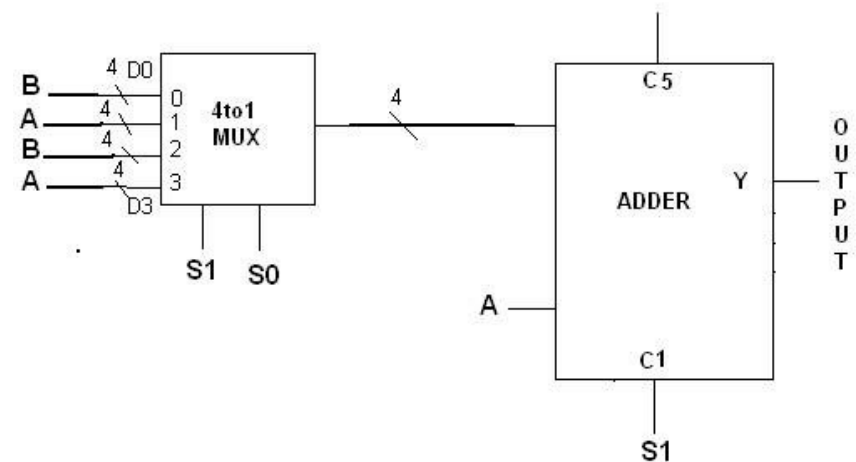 4 D0
B 0
4
A 1
4
B 2
4
A 3
D3
4to1
MUX
S1 S0
4
C5
ADDER
Y
A
C1
S1
OUTPUT